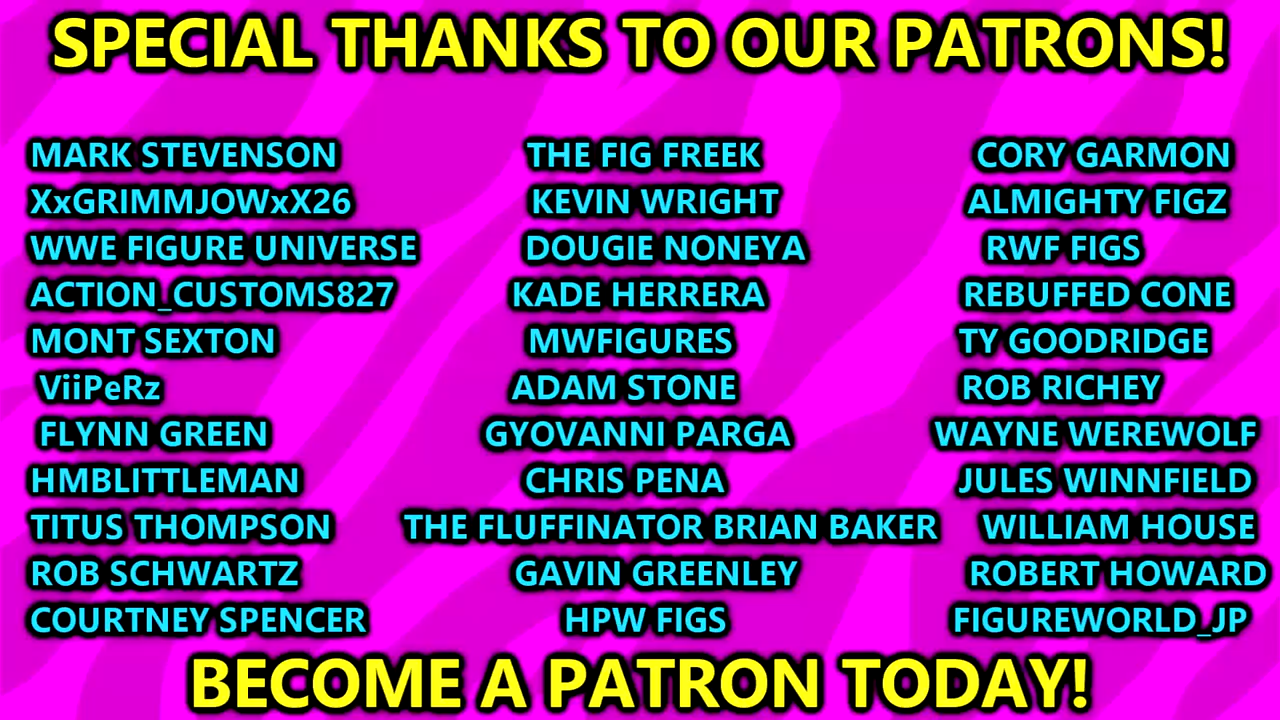 SPECIAL THANKS TO OUR PATRONS!
MARK STEVENSON THE FIG FREEK CORY GARMON
XxGRIMMJOWxX26 KEVIN WRIGHT ALMIGHTY FIGZ
WWE FIGURE UNIVERSE DOUGIE NONEYA RWF FIGS
ACTION_CUSTOMS827 KADE HERRERA REBUFFED CONE
MONT SEXTON MWFIGURES TY GOODRIDGE
ViiPeRz ADAM STONE ROB RICHEY
FLYNN GREEN GYOVANNI PARGA WAYNE WEREWOLF
HMBLITTLEMAN CHRIS PENA JULES WINNFIELD
TITUS THOMPSON THE FLUFFINATOR BRIAN BAKER WILLIAM HOUSE
ROB SCHWARTZ GAVIN GREENLEY ROBERT HOWARD
COURTNEY SPENCER HPW FIGS FIGUREWORLD_JP
BECOME A PATRON TODAY!